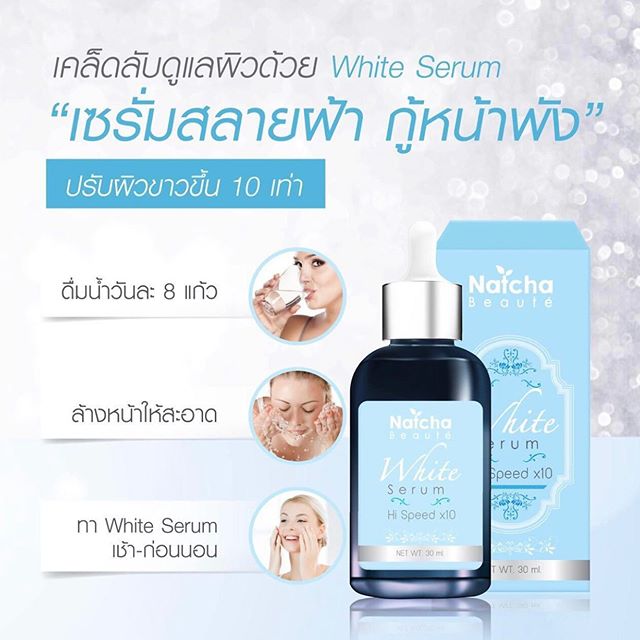 เคล็ดลับดูแลผิวด้วย White Serum
“เซรั่มสลายฝ้า กู้หน้าพัง”
ปรับผิวขาวขึ้น 10 เท่า
ดื่มน้ำวันละ 8 แก้ว
ล้างหน้าให้สะอาด
ทา White Serum
เช้า-ก่อนนอน
Natcha
Beauté
White
Serum
Hi Speed x10
NET WT. 30 ml.
Natcha
Beauté
White
Serum
Speed x10
T WT. 30 ml.